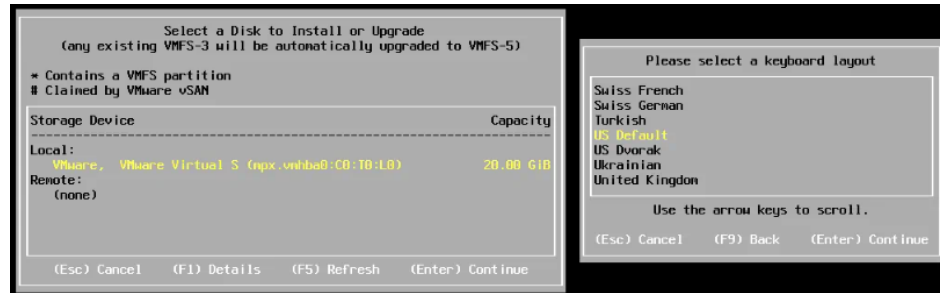 Select a Disk to Install or Upgrade
(any existing VMFS-3 will be automatically upgraded to VMFS-5)
* Contains a VMFS partition
# Claimed by VMware vSAN
Storage Device Capacity
Local:
VMware, VMware Virtual S (mpx.vmhba0:C0:T0:L0) 20.00 GiB
Remote:
(none)
(Esc) Cancel (F1) Details (F5) Refresh (Enter) Continue
Please select a keyboard layout
Swiss French
Swiss German
Turkish
US Default
US Dvorak
Ukrainian
United Kingdom
Use the arrow keys to scroll.
(Esc) Cancel (F9) Back (Enter) Continue